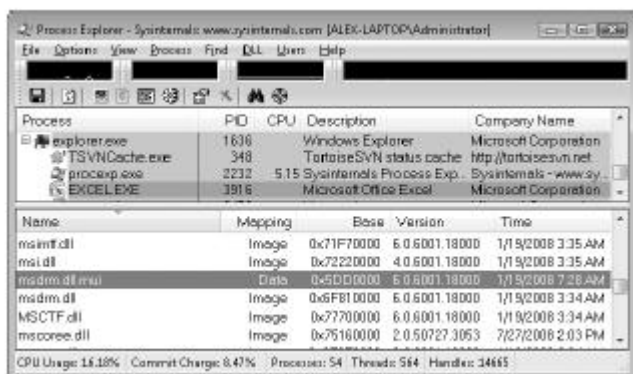 Process Explorer - Sysinternals: www.sysinternals.com [ALEX-LAPTOP\Administrator]
File Options View Process Find DLL Users Help
Process PID CPU Description Company Name
explorer.exe 1636 Windows Explorer Microsoft Corporation
TSVNCache.exe 348 TortoiseSVN status cache http://tortoisesvn.net
procexp.exe 2232 5.15 Sysinternals Process Exp... Sysinternals - www.sy...
EXCEL.EXE 3916 Microsoft Office Excel Microsoft Corporation
Name Mapping Base Version Time
msimtf.dll Image 0x71F70000 6.0.6001.18000 1/19/2008 3:35 AM
msi.dll Image 0x72220000 4.0.6001.18000 1/19/2008 3:35 AM
msdrm.dll.mui Data 0x5DD0000 6.0.6001.18000 1/19/2008 7:28 AM
msdrm.dll Image 0x6F810000 6.0.6001.18000 1/19/2008 3:34 AM
MSCTF.dll Image 0x77700000 6.0.6001.18000 1/19/2008 3:34 AM
mscoree.dll Image 0x75160000 2.0.50727.3053 7/27/2008 2:03 PM
CPU Usage: 16.18% Commit Charge: 8.47% Processes: 54 Threads: 564 Handles: 14665